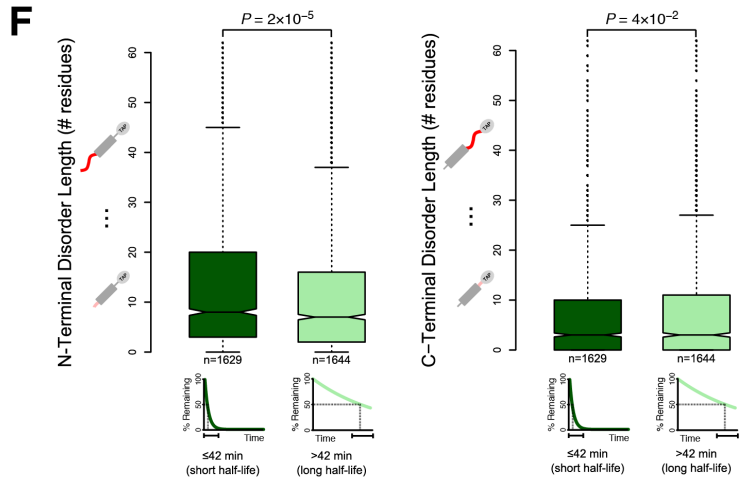 F
P = 2×10⁻⁵
N-Terminal Disorder Length (# residues)
60
50
40
30
20
10
0
TAP
TAP
n=1629
n=1644
% Remaining
100
50
0
Time
≤42 min
(short half-life)
% Remaining
100
50
0
Time
>42 min
(long half-life)
P = 4×10⁻²
C–Terminal Disorder Length (# residues)
60
50
40
30
20
10
0
TAP
TAP
n=1629
n=1644
% Remaining
100
50
0
Time
≤42 min
(short half-life)
% Remaining
100
50
0
Time
>42 min
(long half-life)